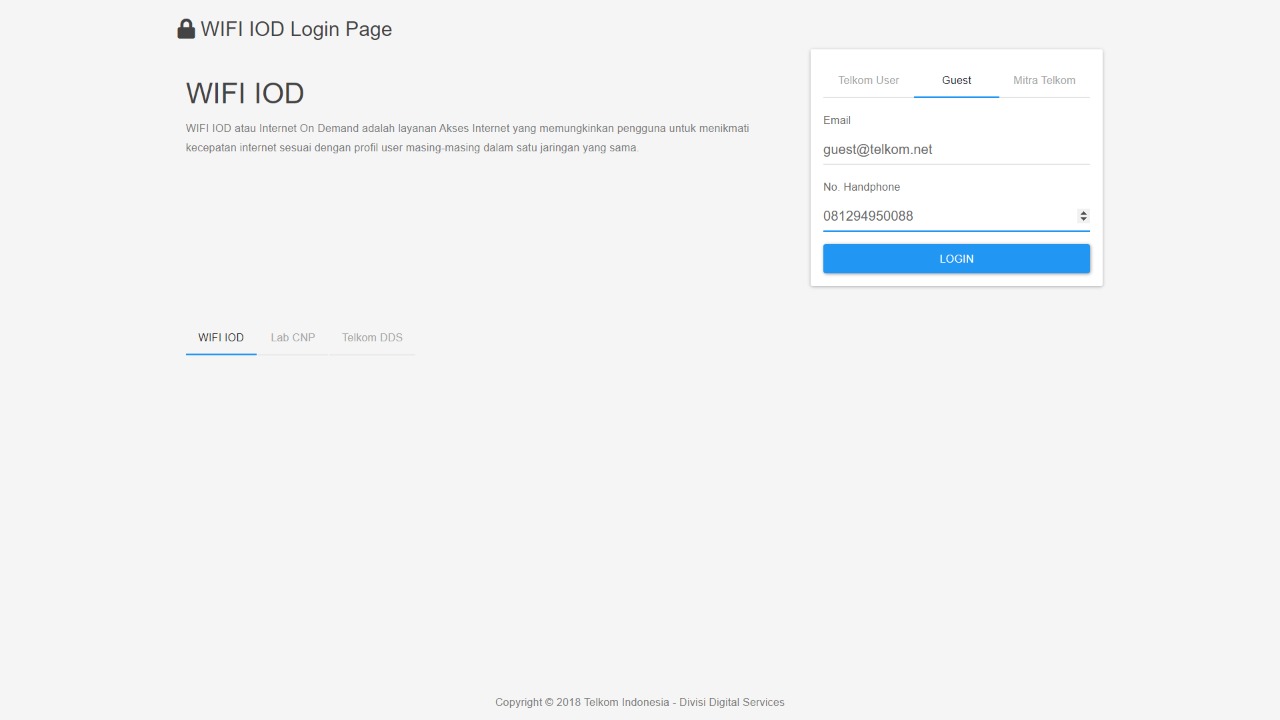 WIFI IOD Login Page
WIFI IOD
WIFI IOD atau Internet On Demand adalah layanan Akses Internet yang memungkinkan pengguna untuk menikmati
kecepatan internet sesuai dengan profil user masing-masing dalam satu jaringan yang sama.
Telkom User Guest Mitra Telkom
Email
guest@telkom.net
No. Handphone
081294950088
LOGIN
WIFI IOD Lab CNP Telkom DDS
Copyright © 2018 Telkom Indonesia - Divisi Digital Services